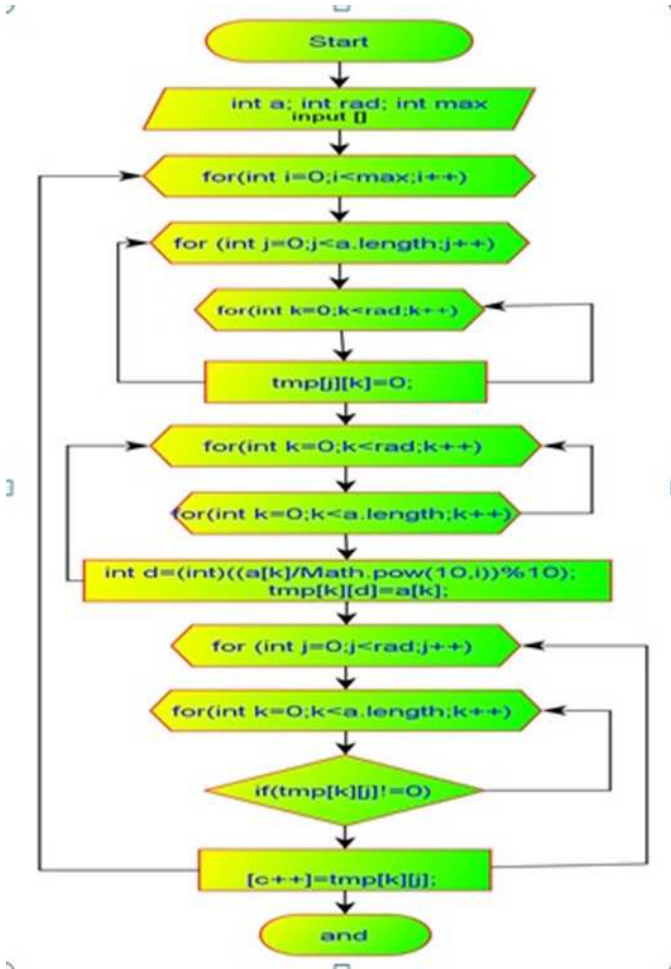 Start
int a; int rad; int max
input []
for(int i=0;i<max;i++)
for (int j=0;j<a.length;j++)
for(int k=0;k<rad;k++)
tmp[j][k]=0;
for(int k=0;k<rad;k++)
for(int k=0;k<a.length;k++)
int d=(int)((a[k]/Math.pow(10,i))%10);
tmp[k][d]=a[k];
for (int j=0;j<rad;j++)
for(int k=0;k<a.length;k++)
if(tmp[k][j]!=0)
[c++]=tmp[k][j];
and